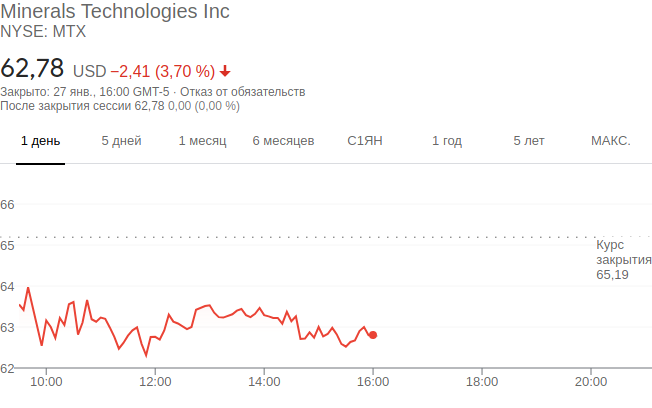 Minerals Technologies Inc
NYSE: MTX
62,78 USD −2,41 (3,70 %)
Закрыто: 27 янв., 16:00 GMT-5 · Отказ от обязательств
После закрытия сессии 62,78 0,00 (0,00 %)
1 день 5 дней 1 месяц 6 месяцев С1ЯН 1 год 5 лет МАКС.
66
65
Курс
закрытия
65,19
64
63
62
10:00 12:00 14:00 16:00 18:00 20:00